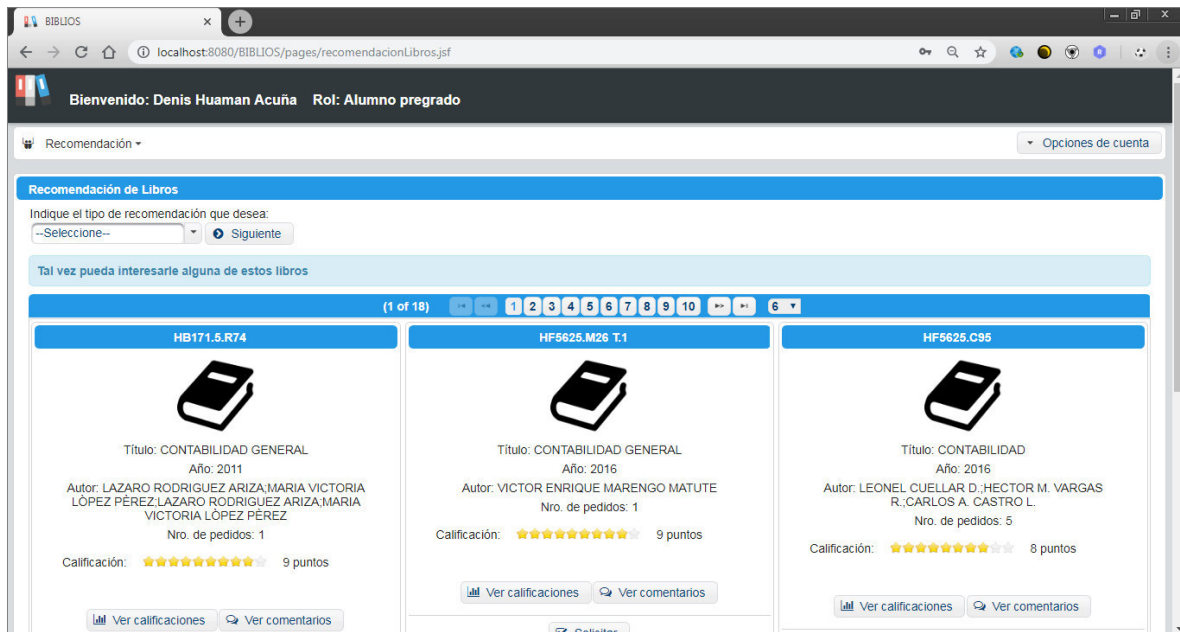 BIBLIOS
localhost:8080/BIBLIOS/pages/recomendacionLibros.jsf
Bienvenido: Denis Huaman Acuña Rol: Alumno pregrado
Recomendación
Opciones de cuenta
Recomendación de Libros
Indique el tipo de recomendación que desea:
--Seleccione--
Siguiente
Tal vez pueda interesarle alguna de estos libros
(1 of 18) 1 2 3 4 5 6 7 8 9 10 6
HB171.5.R74
Título: CONTABILIDAD GENERAL
Año: 2011
Autor: LAZARO RODRIGUEZ ARIZA;MARIA VICTORIA
LÒPEZ PÈREZ;LAZARO RODRIGUEZ ARIZA;MARIA
VICTORIA LÒPEZ PÈREZ
Nro. de pedidos: 1
Calificación: 9 puntos
Ver calificaciones
Ver comentarios
HF5625.M26 T.1
Título: CONTABILIDAD GENERAL
Año: 2016
Autor: VICTOR ENRIQUE MARENGO MATUTE
Nro. de pedidos: 1
Calificación: 9 puntos
Ver calificaciones
Ver comentarios
Solicitar
HF5625.C95
Título: CONTABILIDAD
Año: 2016
Autor: LEONEL CUELLAR D.;HECTOR M. VARGAS
R.;CARLOS A. CASTRO L.
Nro. de pedidos: 5
Calificación: 8 puntos
Ver calificaciones
Ver comentarios